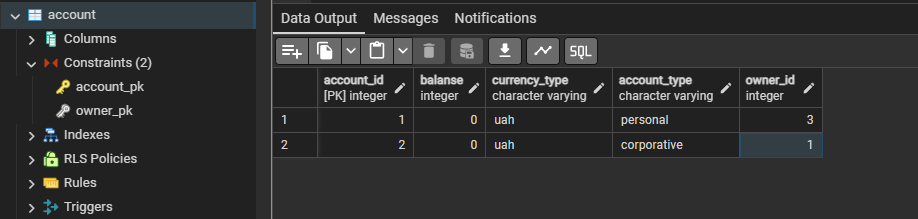 account
Columns
Constraints (2)
account_pk
owner_pk
Indexes
RLS Policies
Rules
Triggers
Data Output Messages Notifications
SQL
account_id balanse currency_type account_type owner_id
[PK] integer integer character varying character varying integer
1 1 0 uah personal 3
2 2 0 uah corporative 1